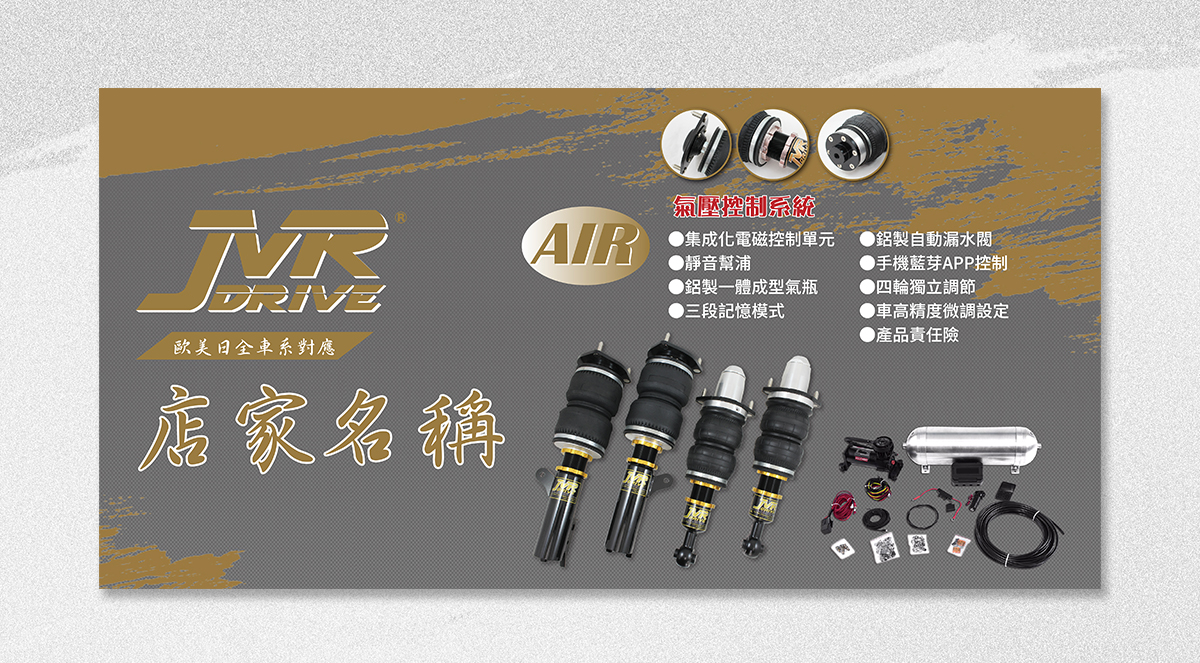 JVR®
DRIVE
歐美日全車系對應
店家名稱
AIR
氣壓控制系統
●集成化電磁控制單元
●靜音幫浦
●鋁製一體成型氣瓶
●三段記憶模式
●鋁製自動漏水閥
●手機藍芽APP控制
●四輪獨立調節
●車高精度微調設定
●產品責任險
JVR
JVR
JVR
JVR